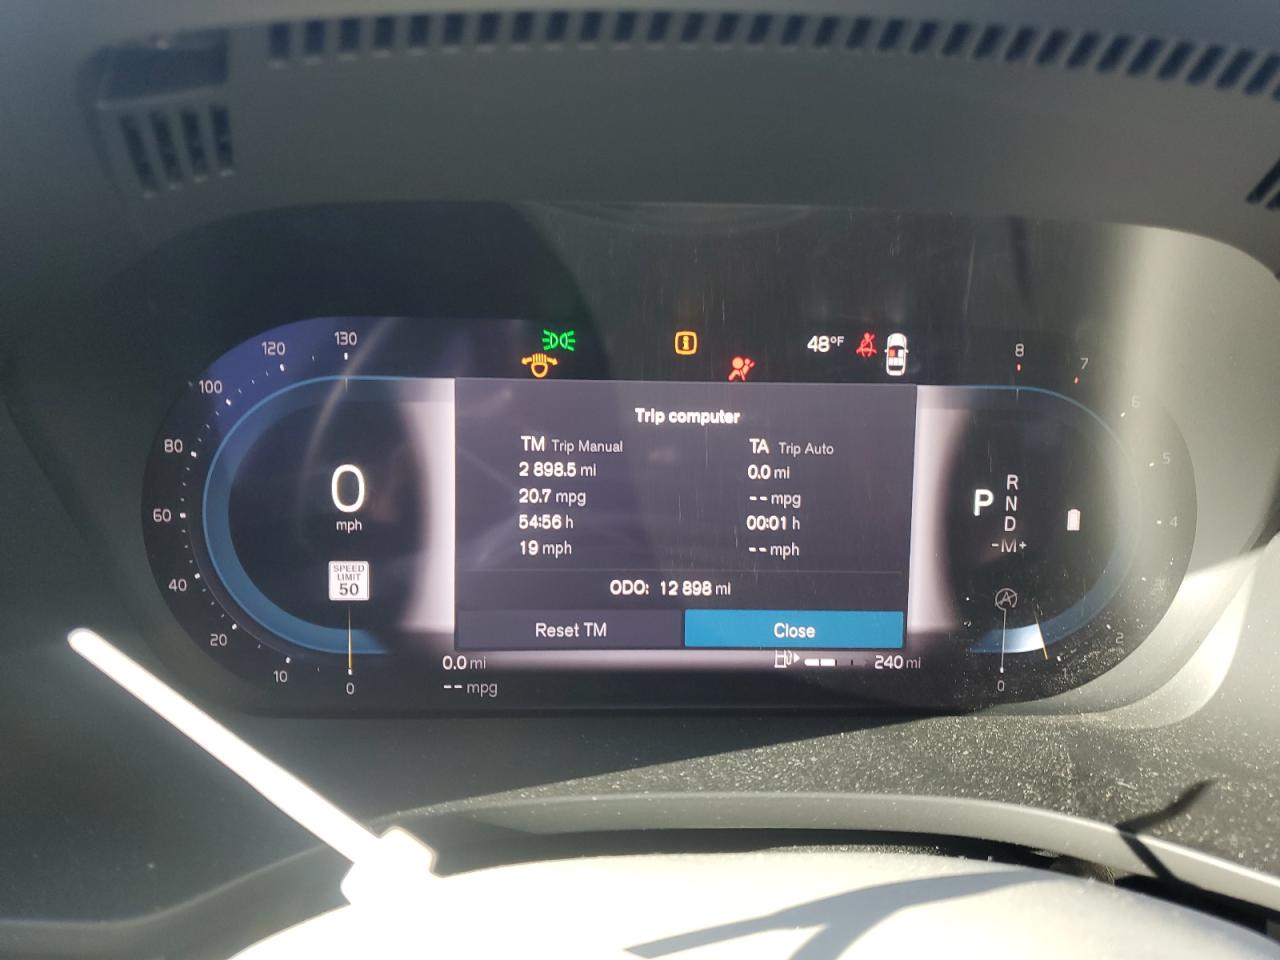 130
120
100
80
60
40
20
10
0
0
mph
SPEED
LIMIT
50
48°F
Trip computer
TM Trip Manual
2 898.5 mi
20.7 mpg
54:56 h
19 mph
TA Trip Auto
0.0 mi
-- mpg
00:01 h
-- mph
ODO: 12 898 mi
Reset TM
Close
0.0 mi
-- mpg
240 mi
8
7
6
5
4
2
0
P
R
N
D
-M+
A